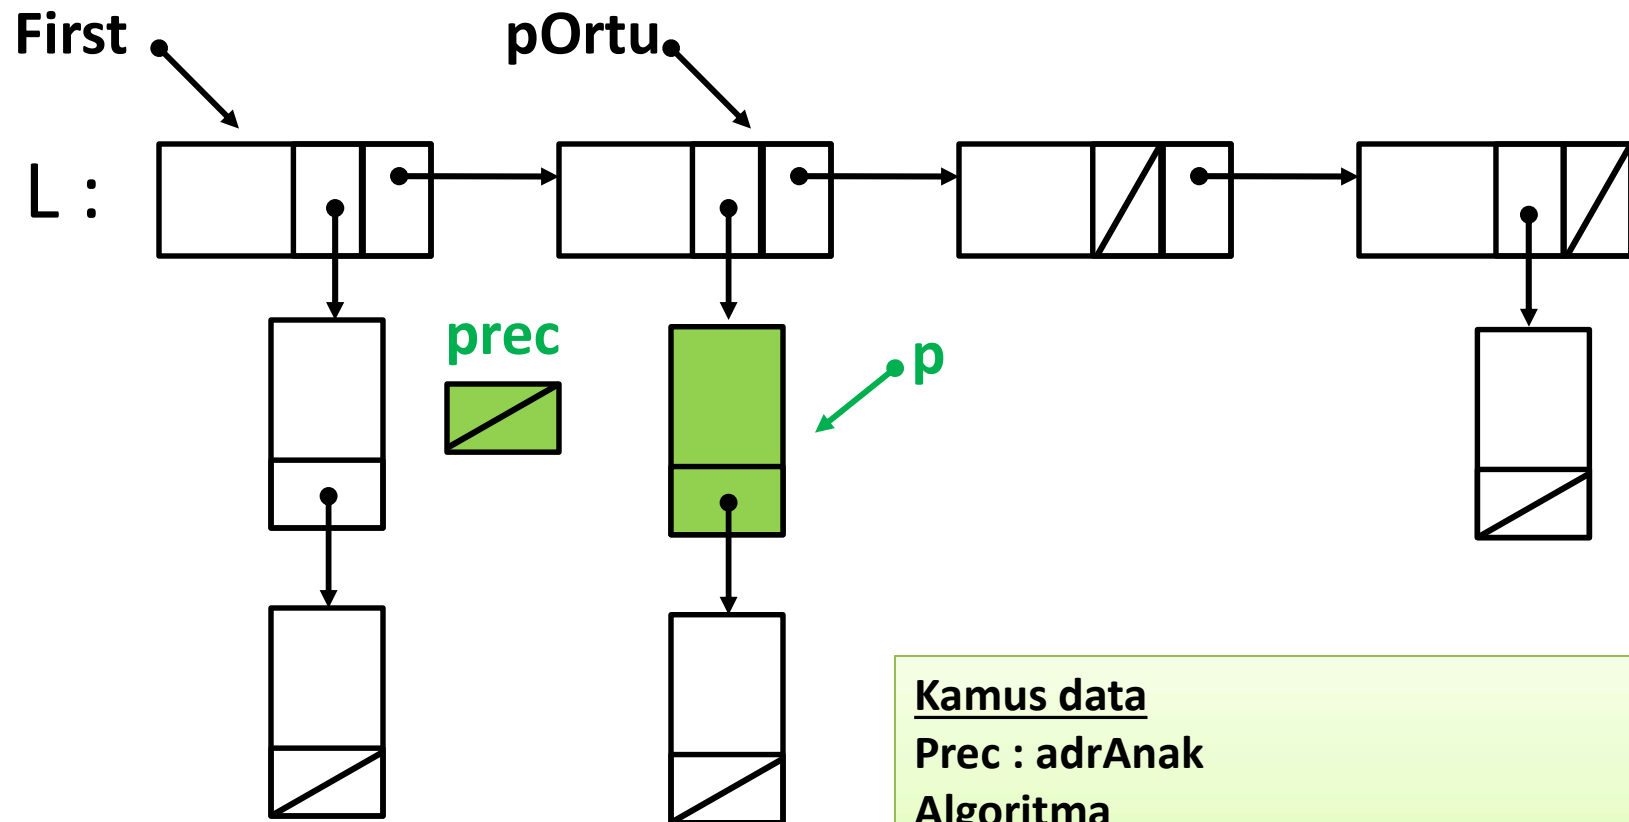 First
pOrtu
L :
prec
p
Kamus data
Prec : adrAnak
Algoritma